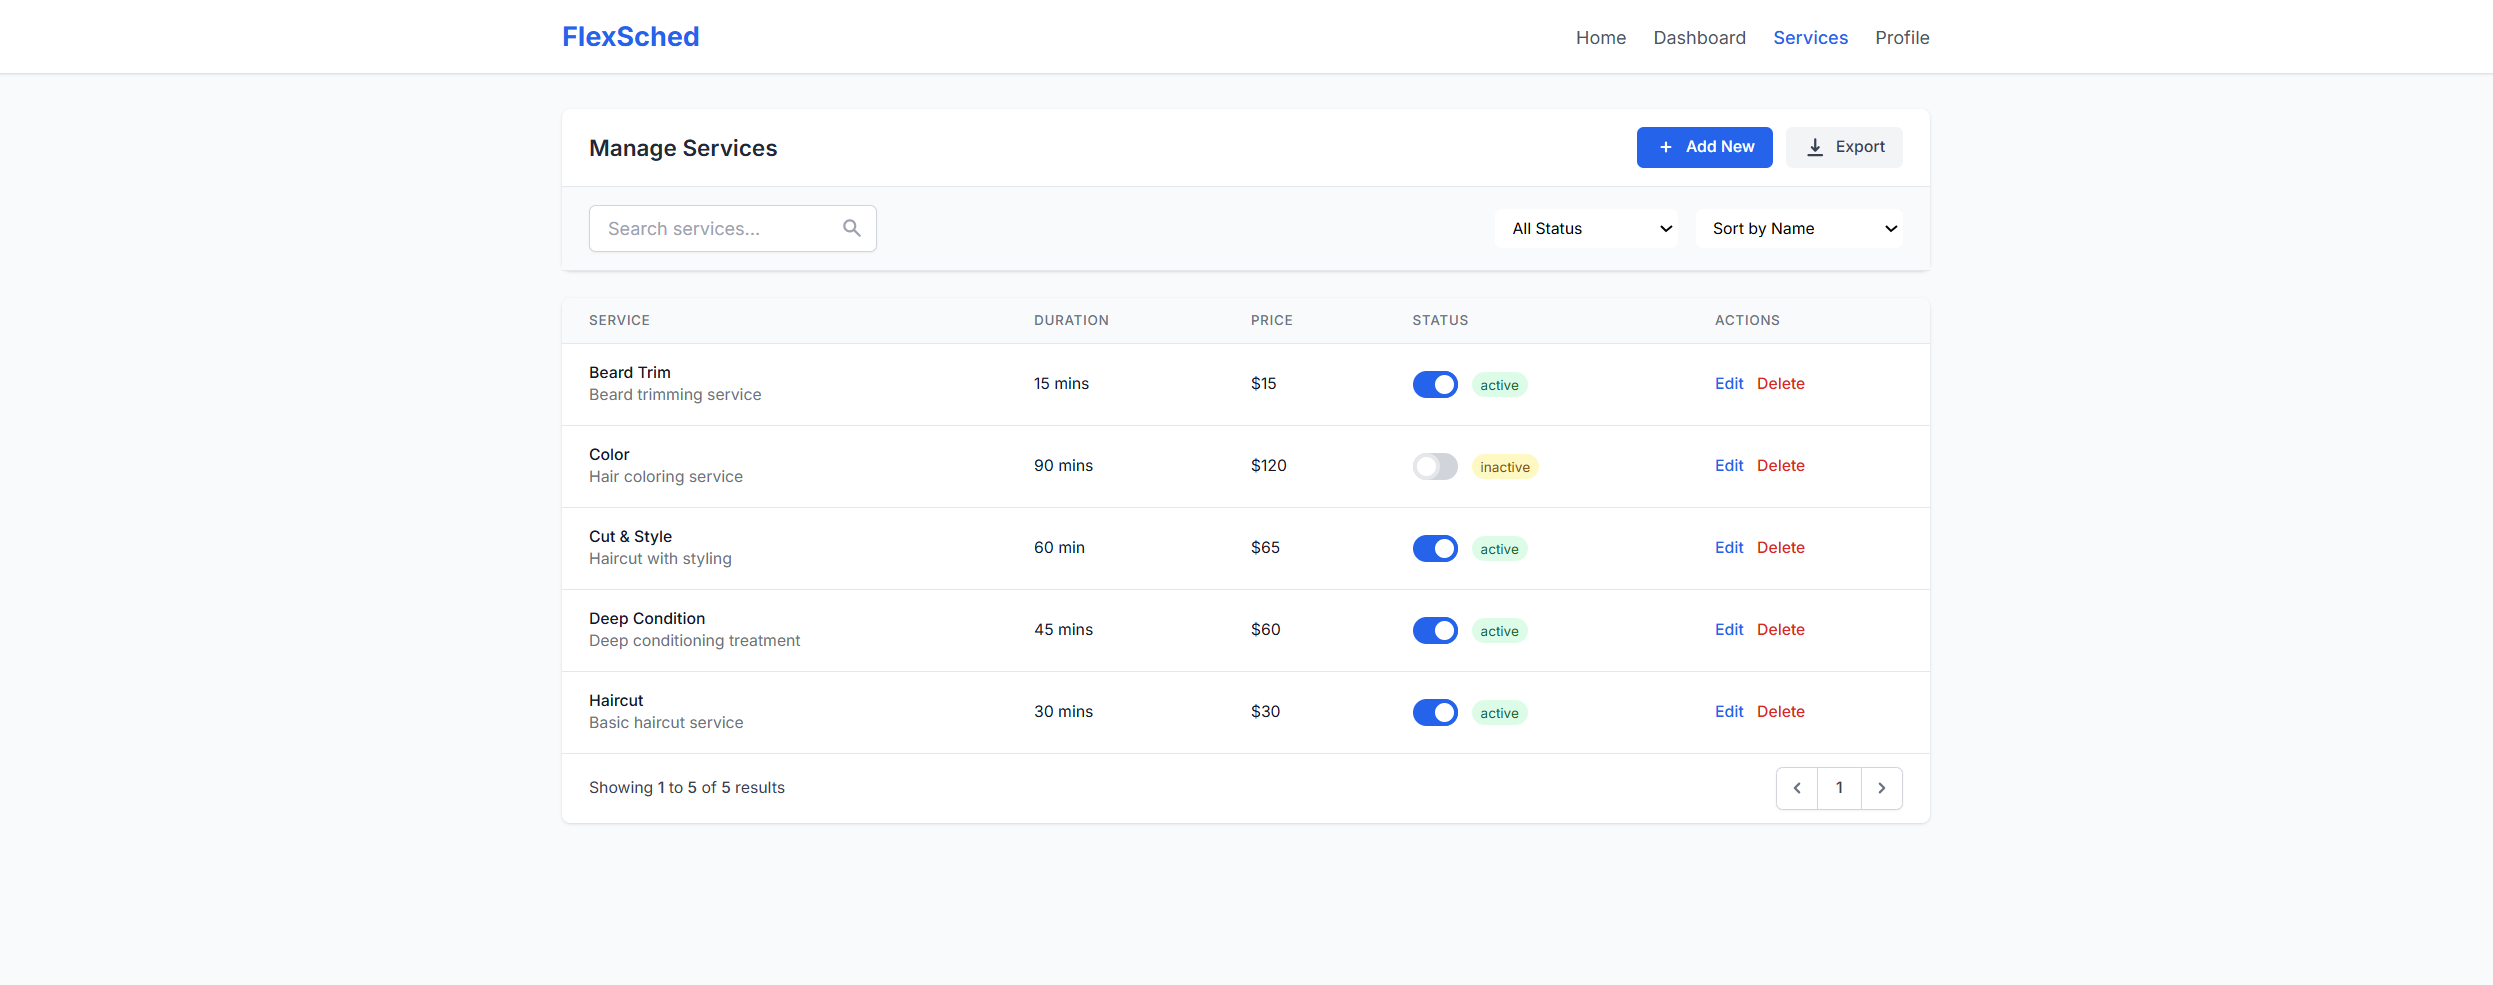 FlexSched
Home Dashboard Services Profile
Manage Services
+ Add New Export
Search services...
All Status Sort by Name
SERVICE DURATION PRICE STATUS ACTIONS
Beard Trim
Beard trimming service
15 mins $15 active Edit Delete
Color
Hair coloring service
90 mins $120 inactive Edit Delete
Cut & Style
Haircut with styling
60 min $65 active Edit Delete
Deep Condition
Deep conditioning treatment
45 mins $60 active Edit Delete
Haircut
Basic haircut service
30 mins $30 active Edit Delete
Showing 1 to 5 of 5 results
1